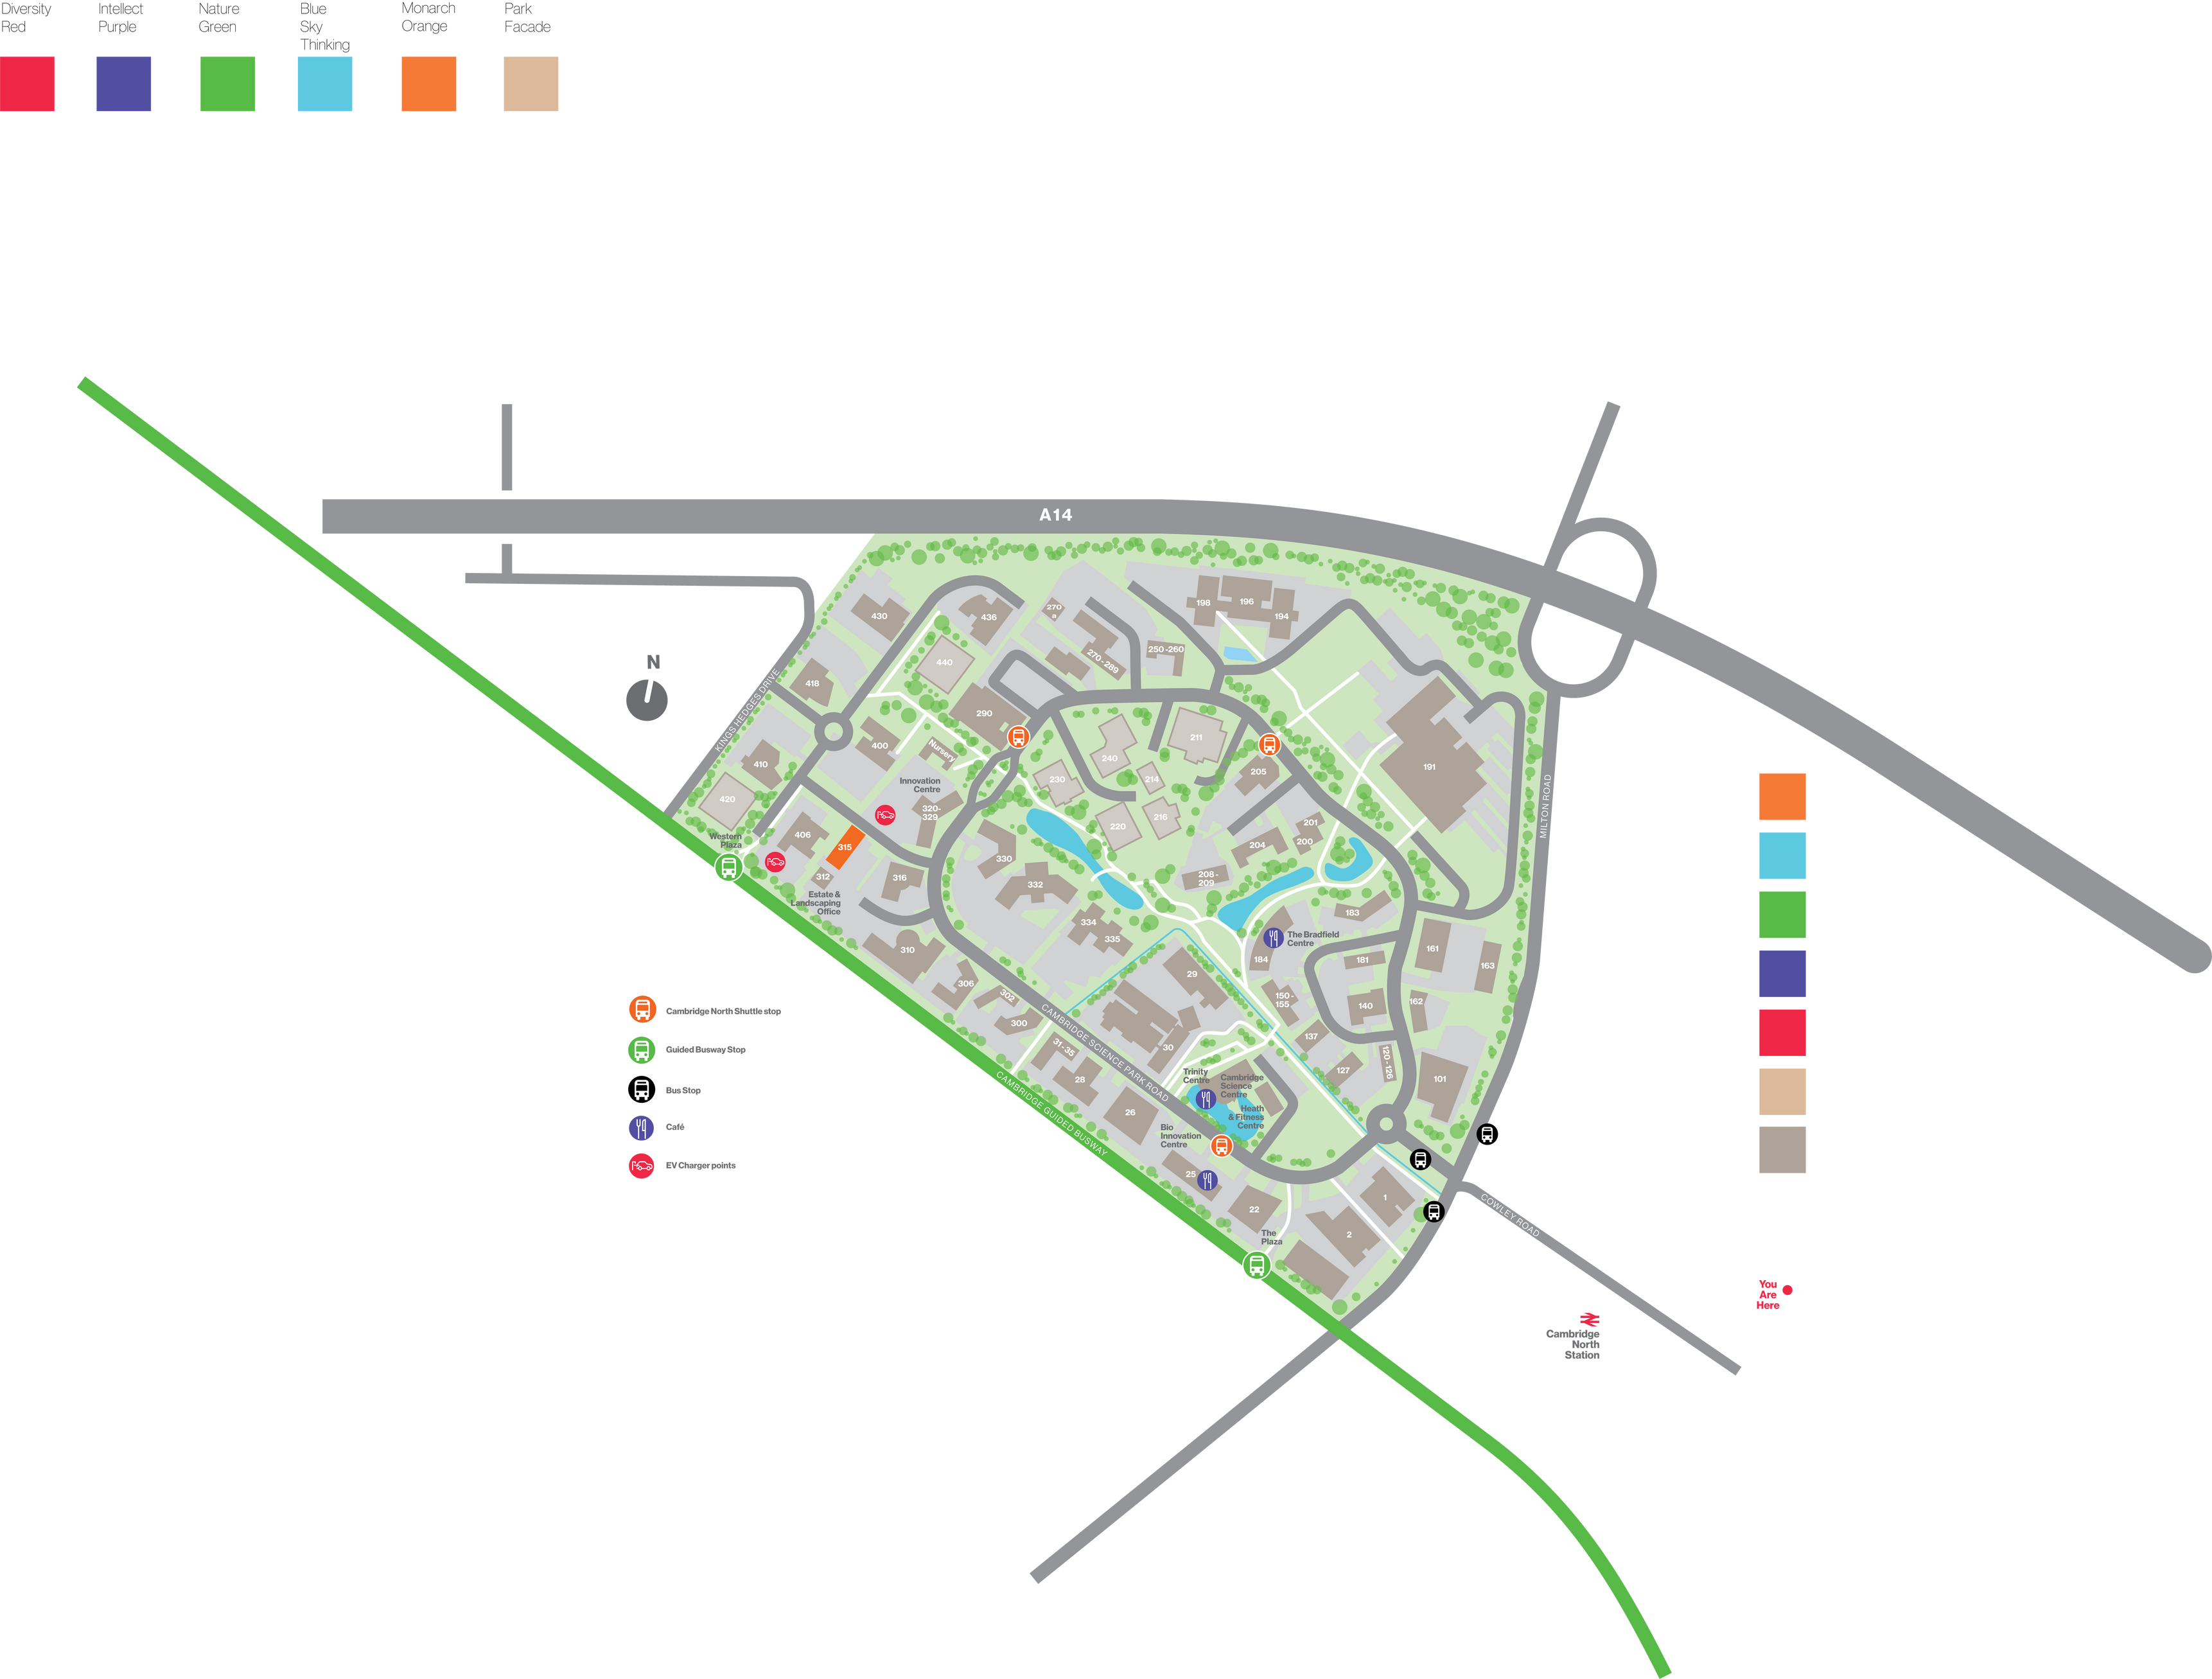 Diversity
Red
Intellect
Purple
Nature
Green
Blue
Sky
Thinking
Monarch
Orange
Park
Facade
A14
N
KINGS HEDGES DRIVE
MILTON ROAD
430
436
270
a
198
196
194
250-260
270-289
418
440
290
400
Nursery
410
420
Innovation
Centre
320-
329
240
211
214
230
220
216
205
191
201
200
204
208-
209
Western
Plaza
406
315
312
316
330
332
Estate &
Landscaping
Office
334
335
310
306
302
300
183
The Bradfield
Centre
184
181
161
163
29
150-
155
140
162
137
127
120-126
101
30
CAMBRIDGE SCIENCE PARK ROAD
31-35
28
26
Trinity
Centre
Cambridge
Science
Centre
Heath
& Fitness
Centre
Bio
Innovation
Centre
25
22
The
Plaza
1
2
CAMBRIDGE GUIDED BUSWAY
COWLEY ROAD
Cambridge North Shuttle stop
Guided Busway Stop
Bus Stop
Café
EV Charger points
You
Are
Here
Cambridge
North
Station